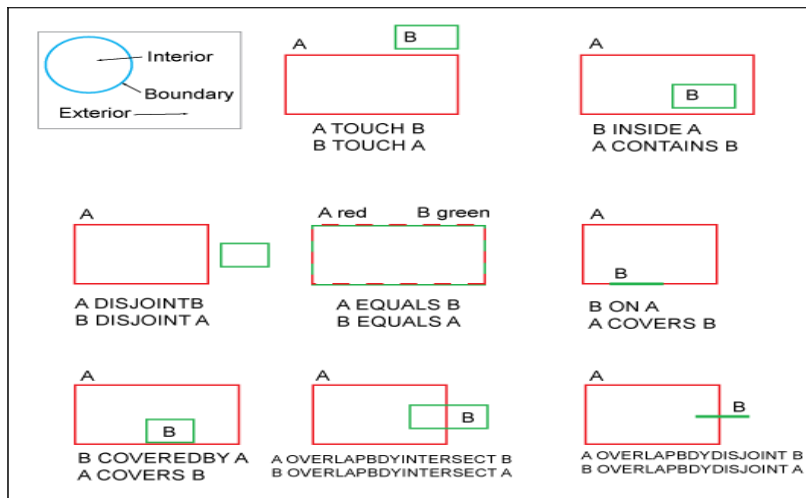 Interior
Boundary
Exterior
A
B
A TOUCH B
B TOUCH A
A
B
B INSIDE A
A CONTAINS B
A
A DISJOINTB
B DISJOINT A
A red B green
A EQUALS B
B EQUALS A
A
B
B ON A
A COVERS B
A
B
B COVEREDBY A
A COVERS B
A
B
A OVERLAPBDYINTERSECT B
B OVERLAPBDYINTERSECT A
A
B
A OVERLAPBDYDISJOINT B
B OVERLAPBDYDISJOINT A